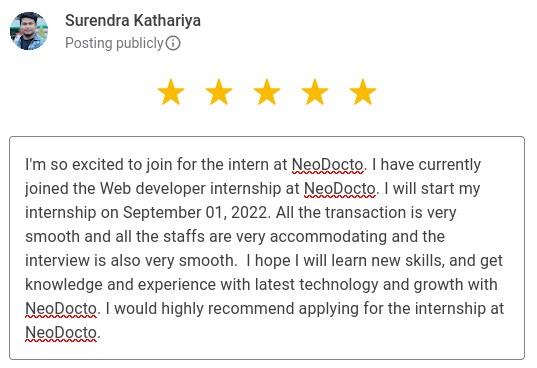 Surendra Kathariya
Posting publicly
I'm so excited to join for the intern at NeoDocto. I have currently
joined the Web developer internship at NeoDocto. I will start my
internship on September 01, 2022. All the transaction is very
smooth and all the staffs are very accommodating and the
interview is also very smooth.  I hope I will learn new skills, and get
knowledge and experience with latest technology and growth with
NeoDocto. I would highly recommend applying for the internship at
NeoDocto.